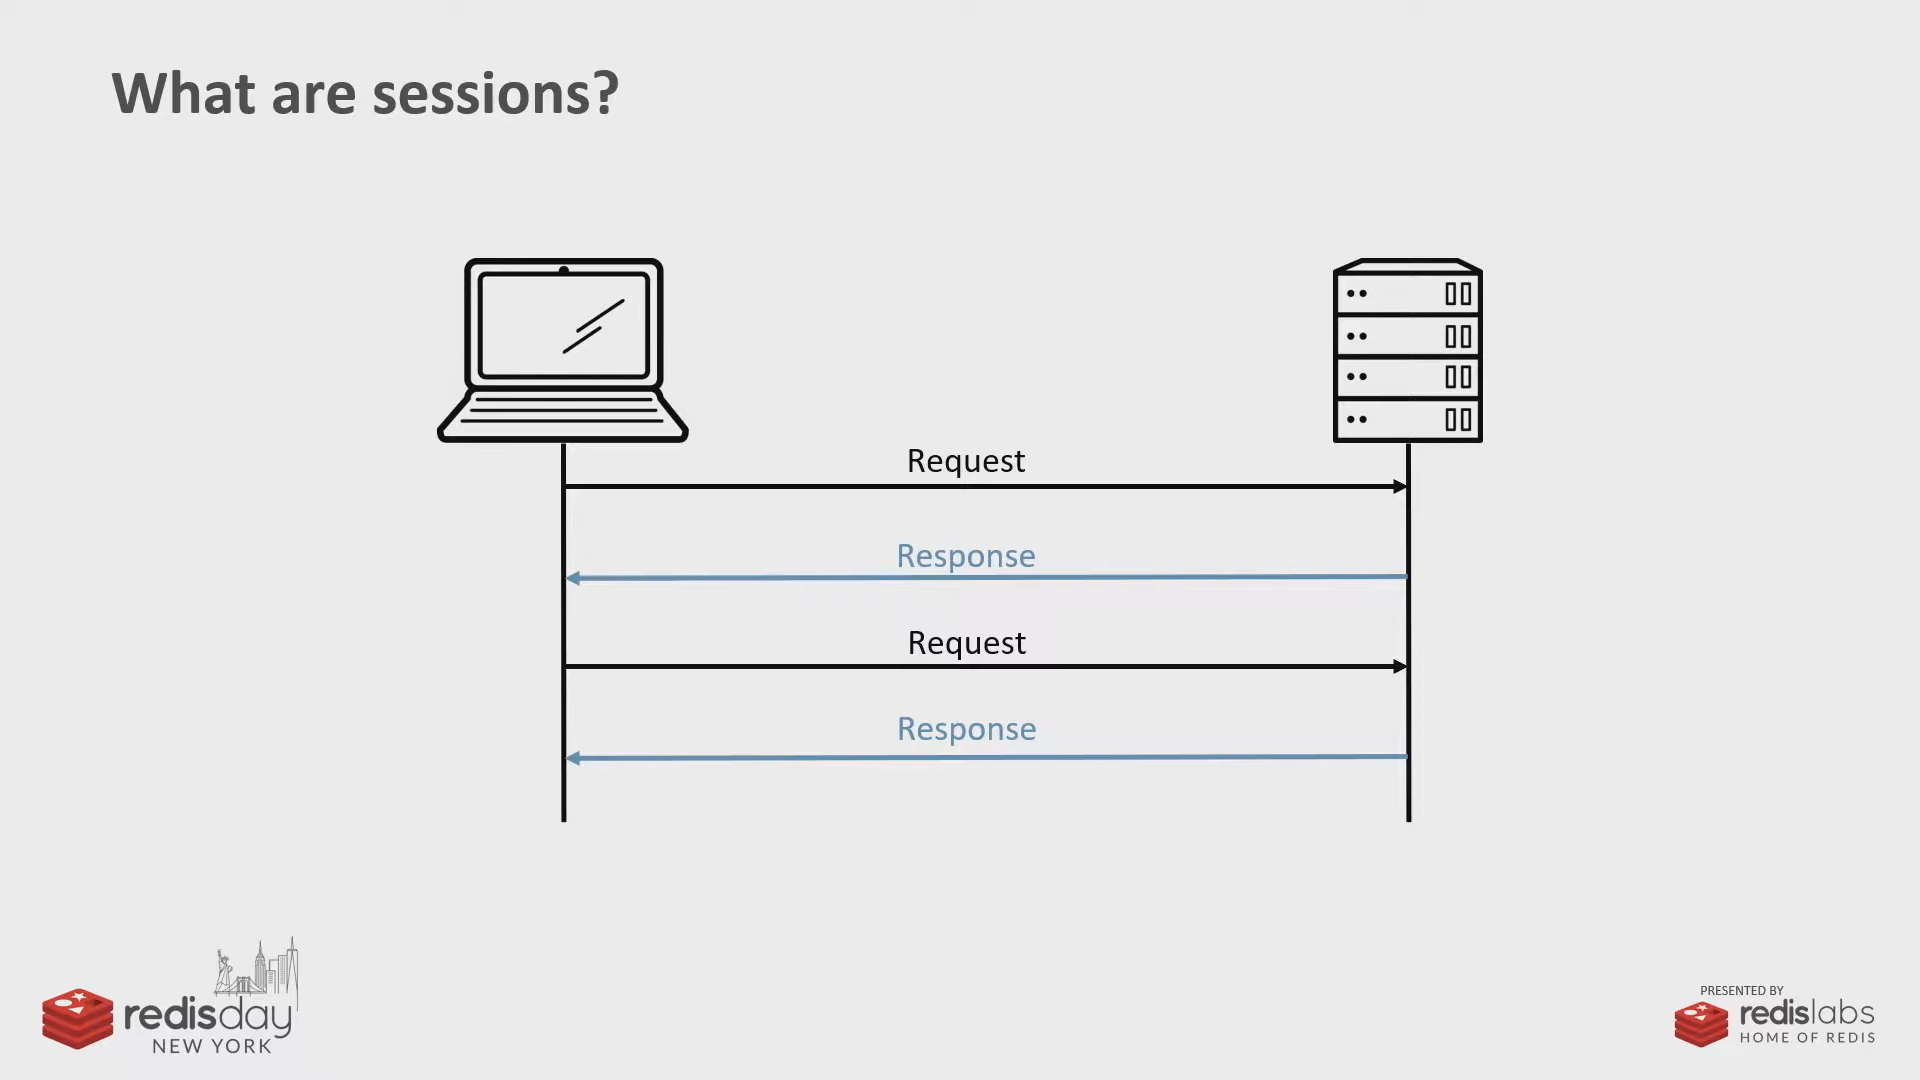 What are sessions?
Request
Response
Request
Response
redisday
NEW YORK
PRESENTED BY
redislabs
HOME OF REDIS